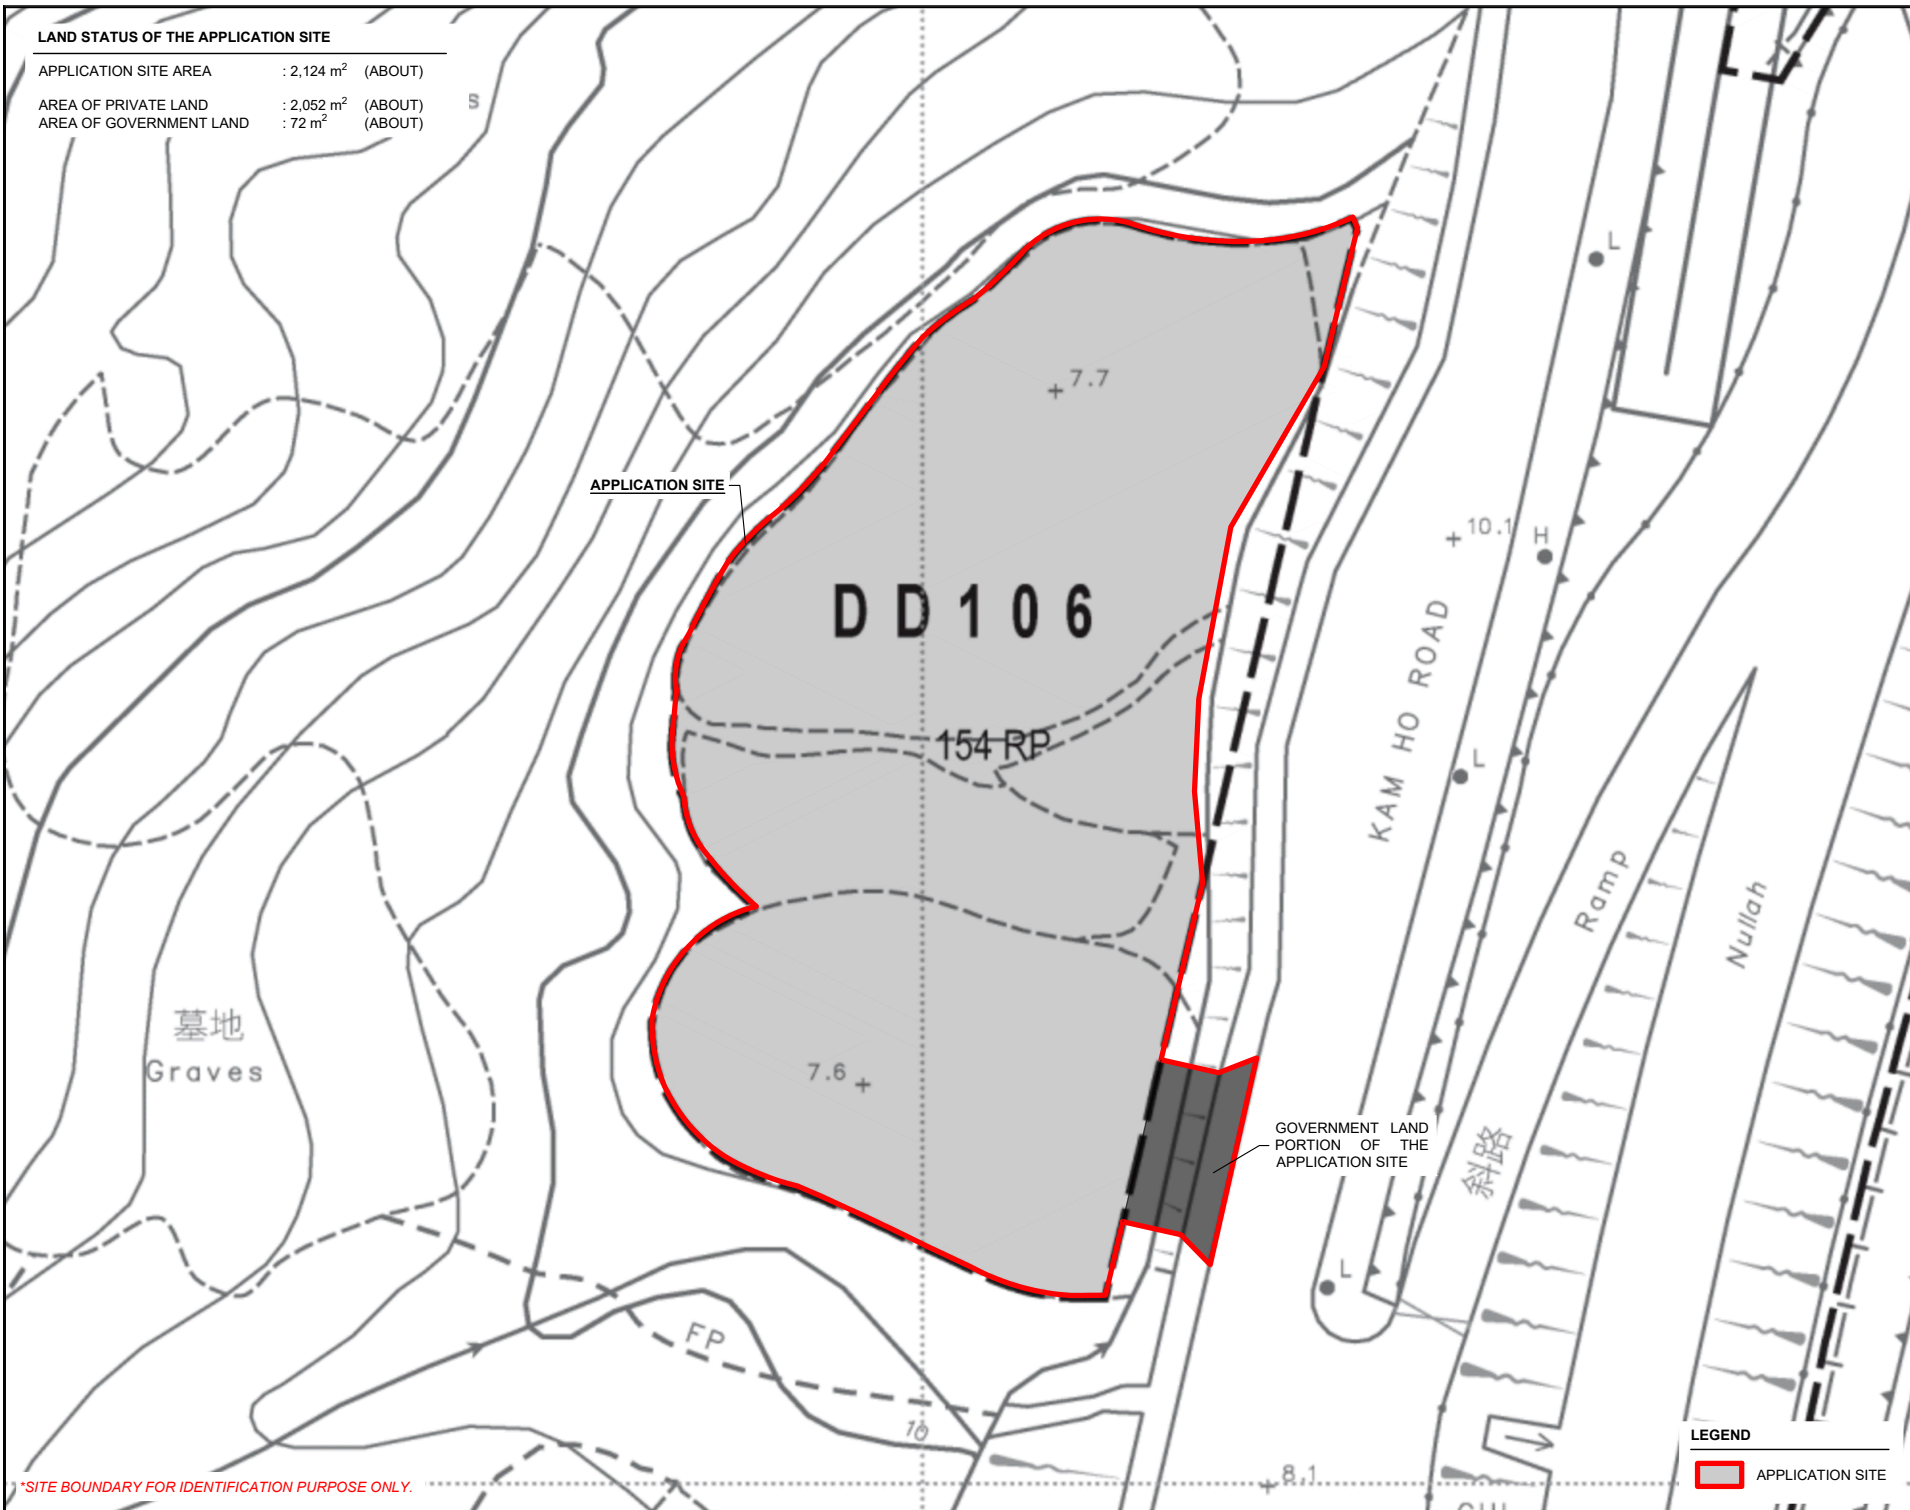 LAND STATUS OF THE APPLICATION SITE
APPLICATION SITE AREA : 2,124 m² (ABOUT)
AREA OF PRIVATE LAND : 2,052 m² (ABOUT)
AREA OF GOVERNMENT LAND : 72 m² (ABOUT)
L
7.7
APPLICATION SITE
10.1
H
DD106
KAM HO ROAD
154 RP
L
Ramp
Nullah
墓地
Graves
7.6
GOVERNMENT LAND
PORTION OF THE
APPLICATION SITE
斜路
L
FP
10
8.1
LEGEND
APPLICATION SITE
*SITE BOUNDARY FOR IDENTIFICATION PURPOSE ONLY.